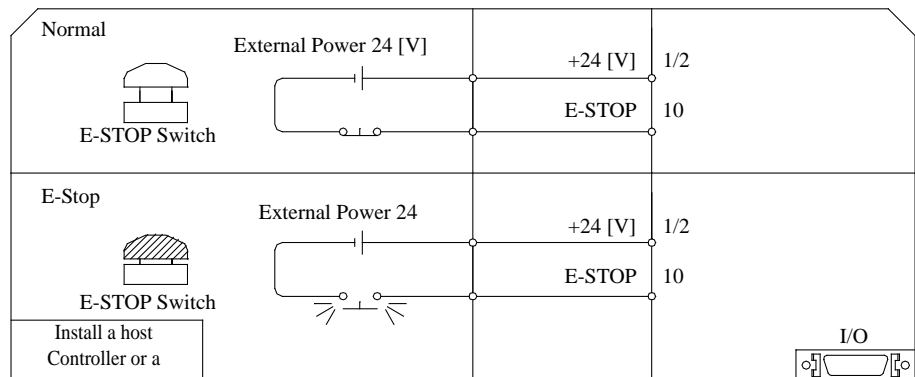 Normal
External Power 24 [V]
+24 [V] 1/2
E-STOP 10
E-STOP Switch
E-Stop
External Power 24
+24 [V] 1/2
E-STOP 10
E-STOP Switch
Install a host
Controller or a
I/O